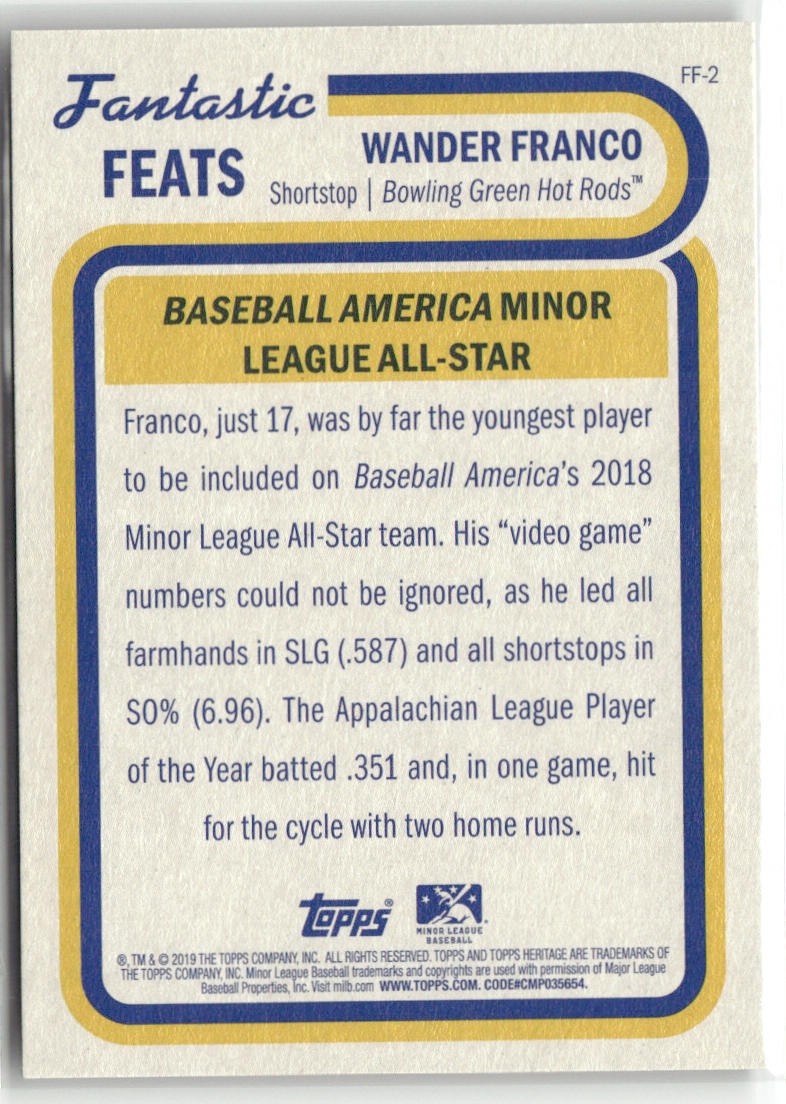 FF-2
Fantastic
FEATS
WANDER FRANCO
Shortstop | Bowling Green Hot Rods™
BASEBALL AMERICA MINOR
LEAGUE ALL-STAR
Franco, just 17, was by far the youngest player
to be included on Baseball America's 2018
Minor League All-Star team. His “video game”
numbers could not be ignored, as he led all
farmhands in SLG (.587) and all shortstops in
SO% (6.96). The Appalachian League Player
of the Year batted .351 and, in one game, hit
for the cycle with two home runs.
topps®
MINOR LEAGUE
BASEBALL
®, TM & © 2019 THE TOPPS COMPANY, INC. ALL RIGHTS RESERVED. TOPPS AND TOPPS HERITAGE ARE TRADEMARKS OF
THE TOPPS COMPANY, INC. Minor League Baseball trademarks and copyrights are used with permission of Major League
Baseball Properties, Inc. Visit milb.com WWW.TOPPS.COM. CODE#CMP035654.